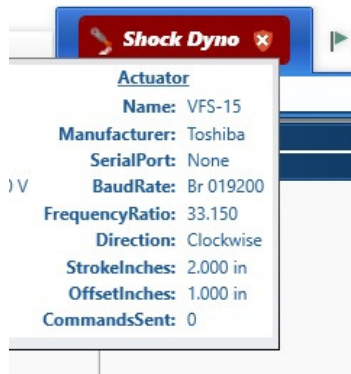 Shock Dyno
Actuator
Name: VFS-15
Manufacturer: Toshiba
SerialPort: None
0 V BaudRate: Br 019200
FrequencyRatio: 33.150
Direction: Clockwise
StrokeInches: 2.000 in
OffsetInches: 1.000 in
CommandsSent: 0